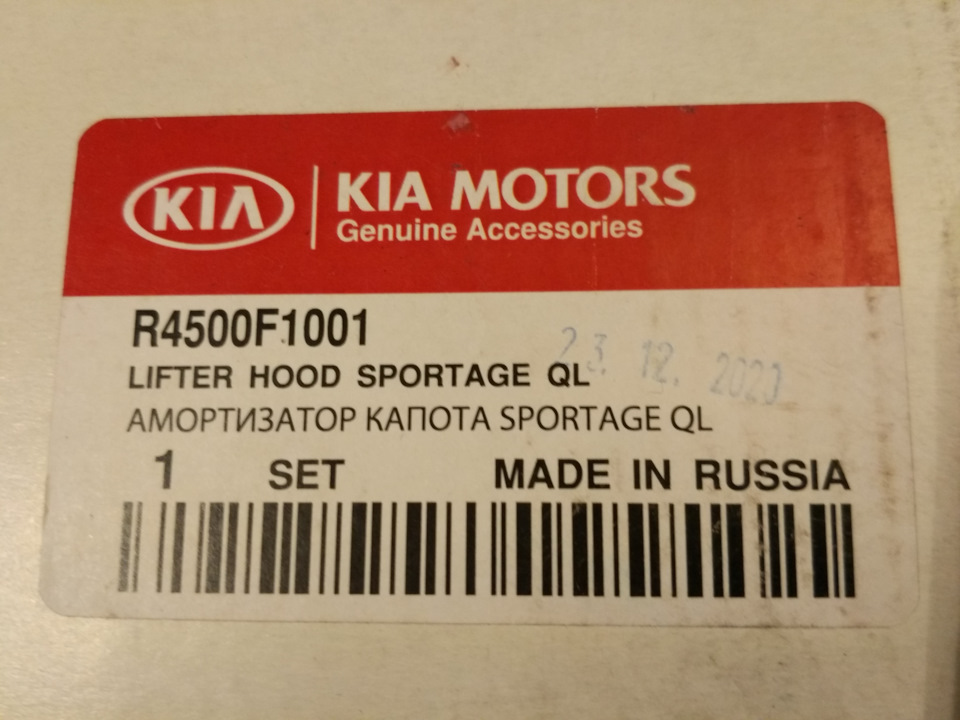 KIA
KIA MOTORS
Genuine Accessories
R4500F1001
23. 12. 2020
LIFTER HOOD SPORTAGE QL
АМОРТИЗАТОР КАПОТА SPORTAGE QL
1 SET MADE IN RUSSIA